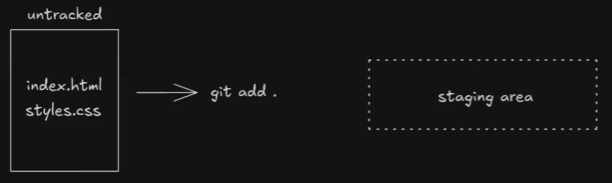 untracked
index.html
styles.css
git add .
staging area